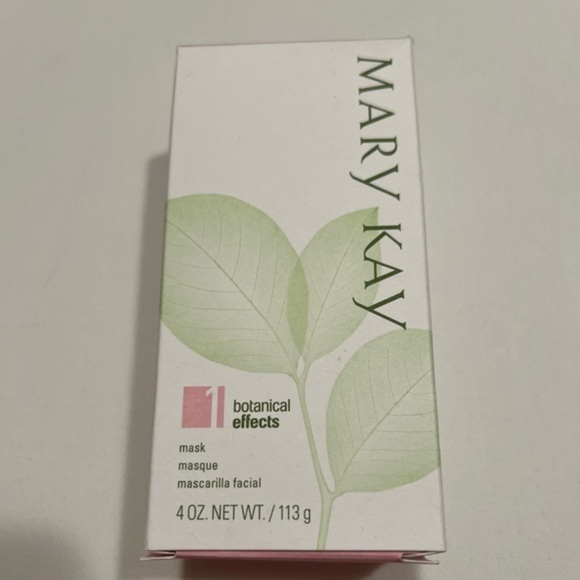 MARY KAY
1
botanical
effects
mask
masque
mascarilla facial
4 OZ. NET WT. / 113 g